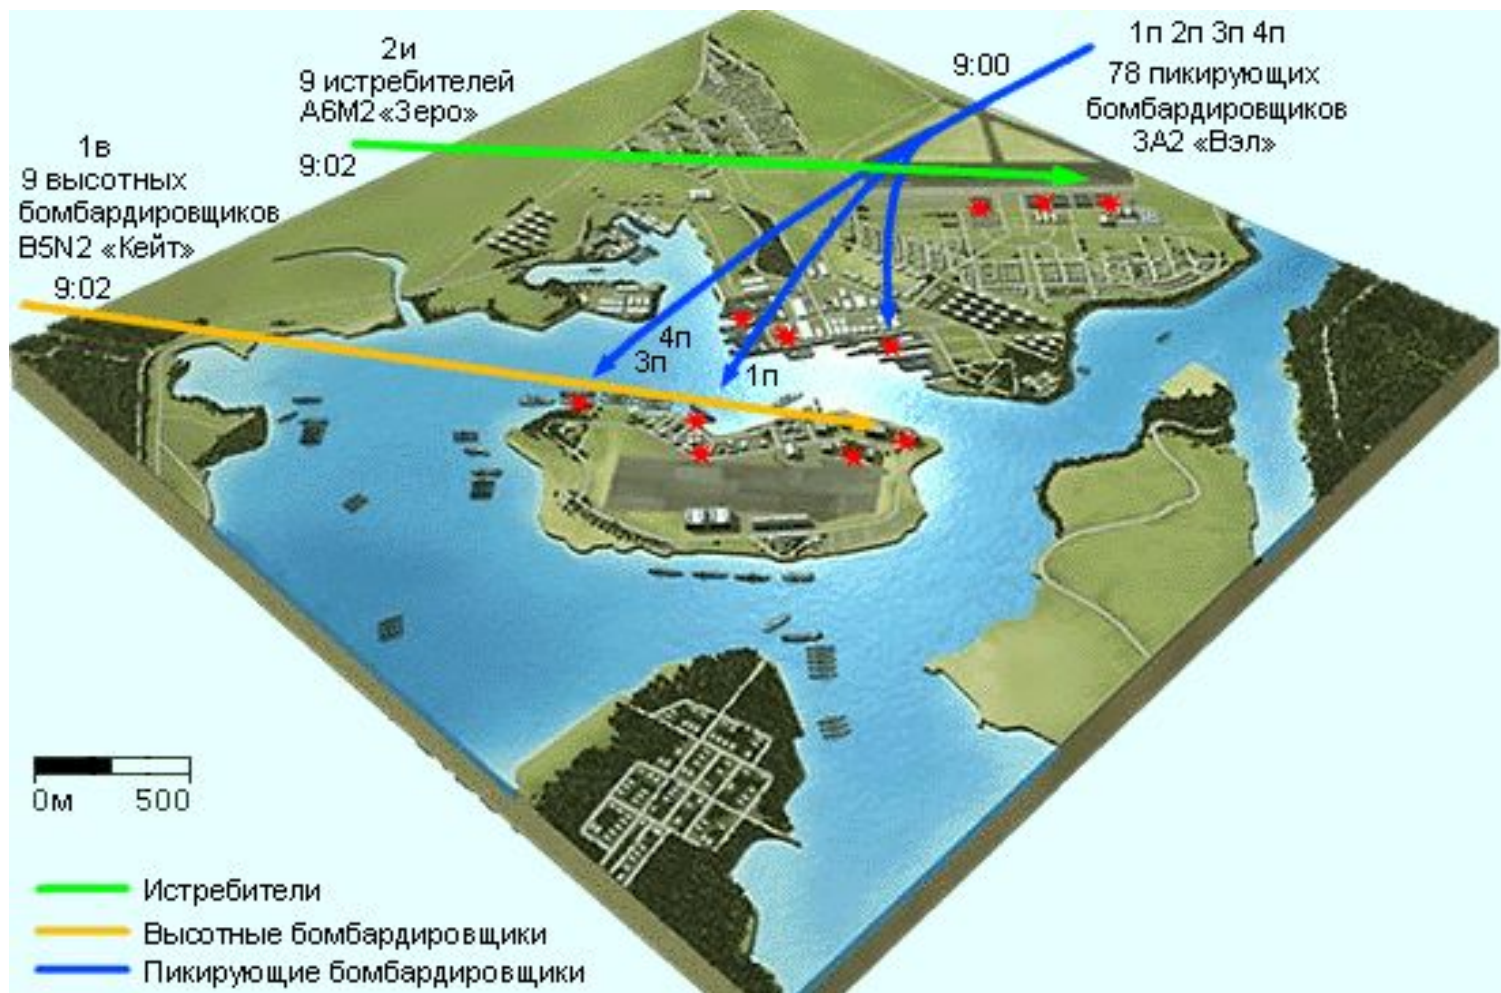 2и
9 истребителей
А6М2«Зеро»
9:02
1в
9 высотных
бомбардировщиков
B5N2 «Кейт»
9:02
9:00
1п 2п 3п 4п
78 пикирующих
бомбардировщиков
3А2 «Вэл»
4п
3п
1п
0м 500
Истребители
Высотные бомбардировщики
Пикирующие бомбардировщики